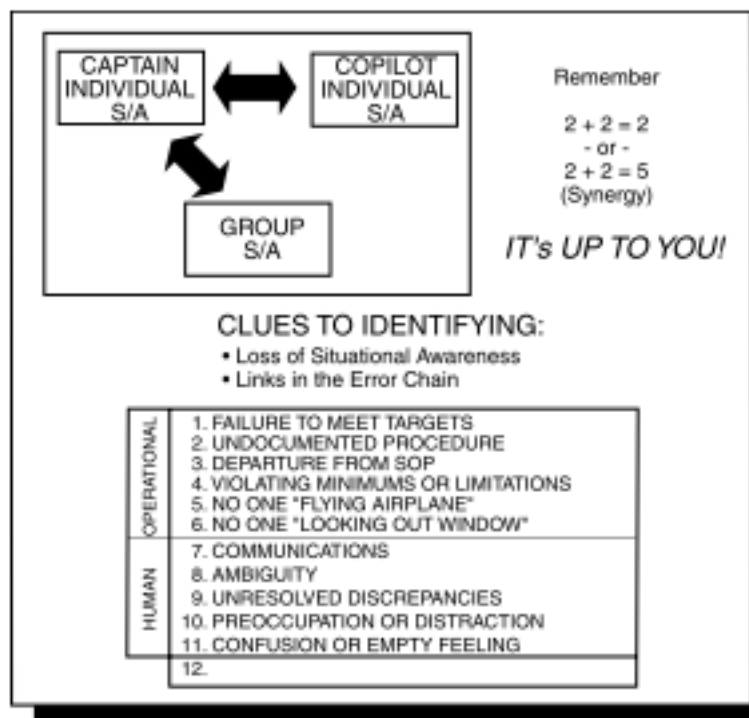 CAPTAIN
INDIVIDUAL
S/A
COPILOT
INDIVIDUAL
S/A
GROUP
S/A
Remember
2 + 2 = 2
- or -
2 + 2 = 5
(Synergy)
IT's UP TO YOU!
CLUES TO IDENTIFYING:
• Loss of Situational Awareness
• Links in the Error Chain
OPERATIONAL
1. FAILURE TO MEET TARGETS
2. UNDOCUMENTED PROCEDURE
3. DEPARTURE FROM SOP
4. VIOLATING MINIMUMS OR LIMITATIONS
5. NO ONE "FLYING AIRPLANE"
6. NO ONE "LOOKING OUT WINDOW"
HUMAN
7. COMMUNICATIONS
8. AMBIGUITY
9. UNRESOLVED DISCREPANCIES
10. PREOCCUPATION OR DISTRACTION
11. CONFUSION OR EMPTY FEELING
12.